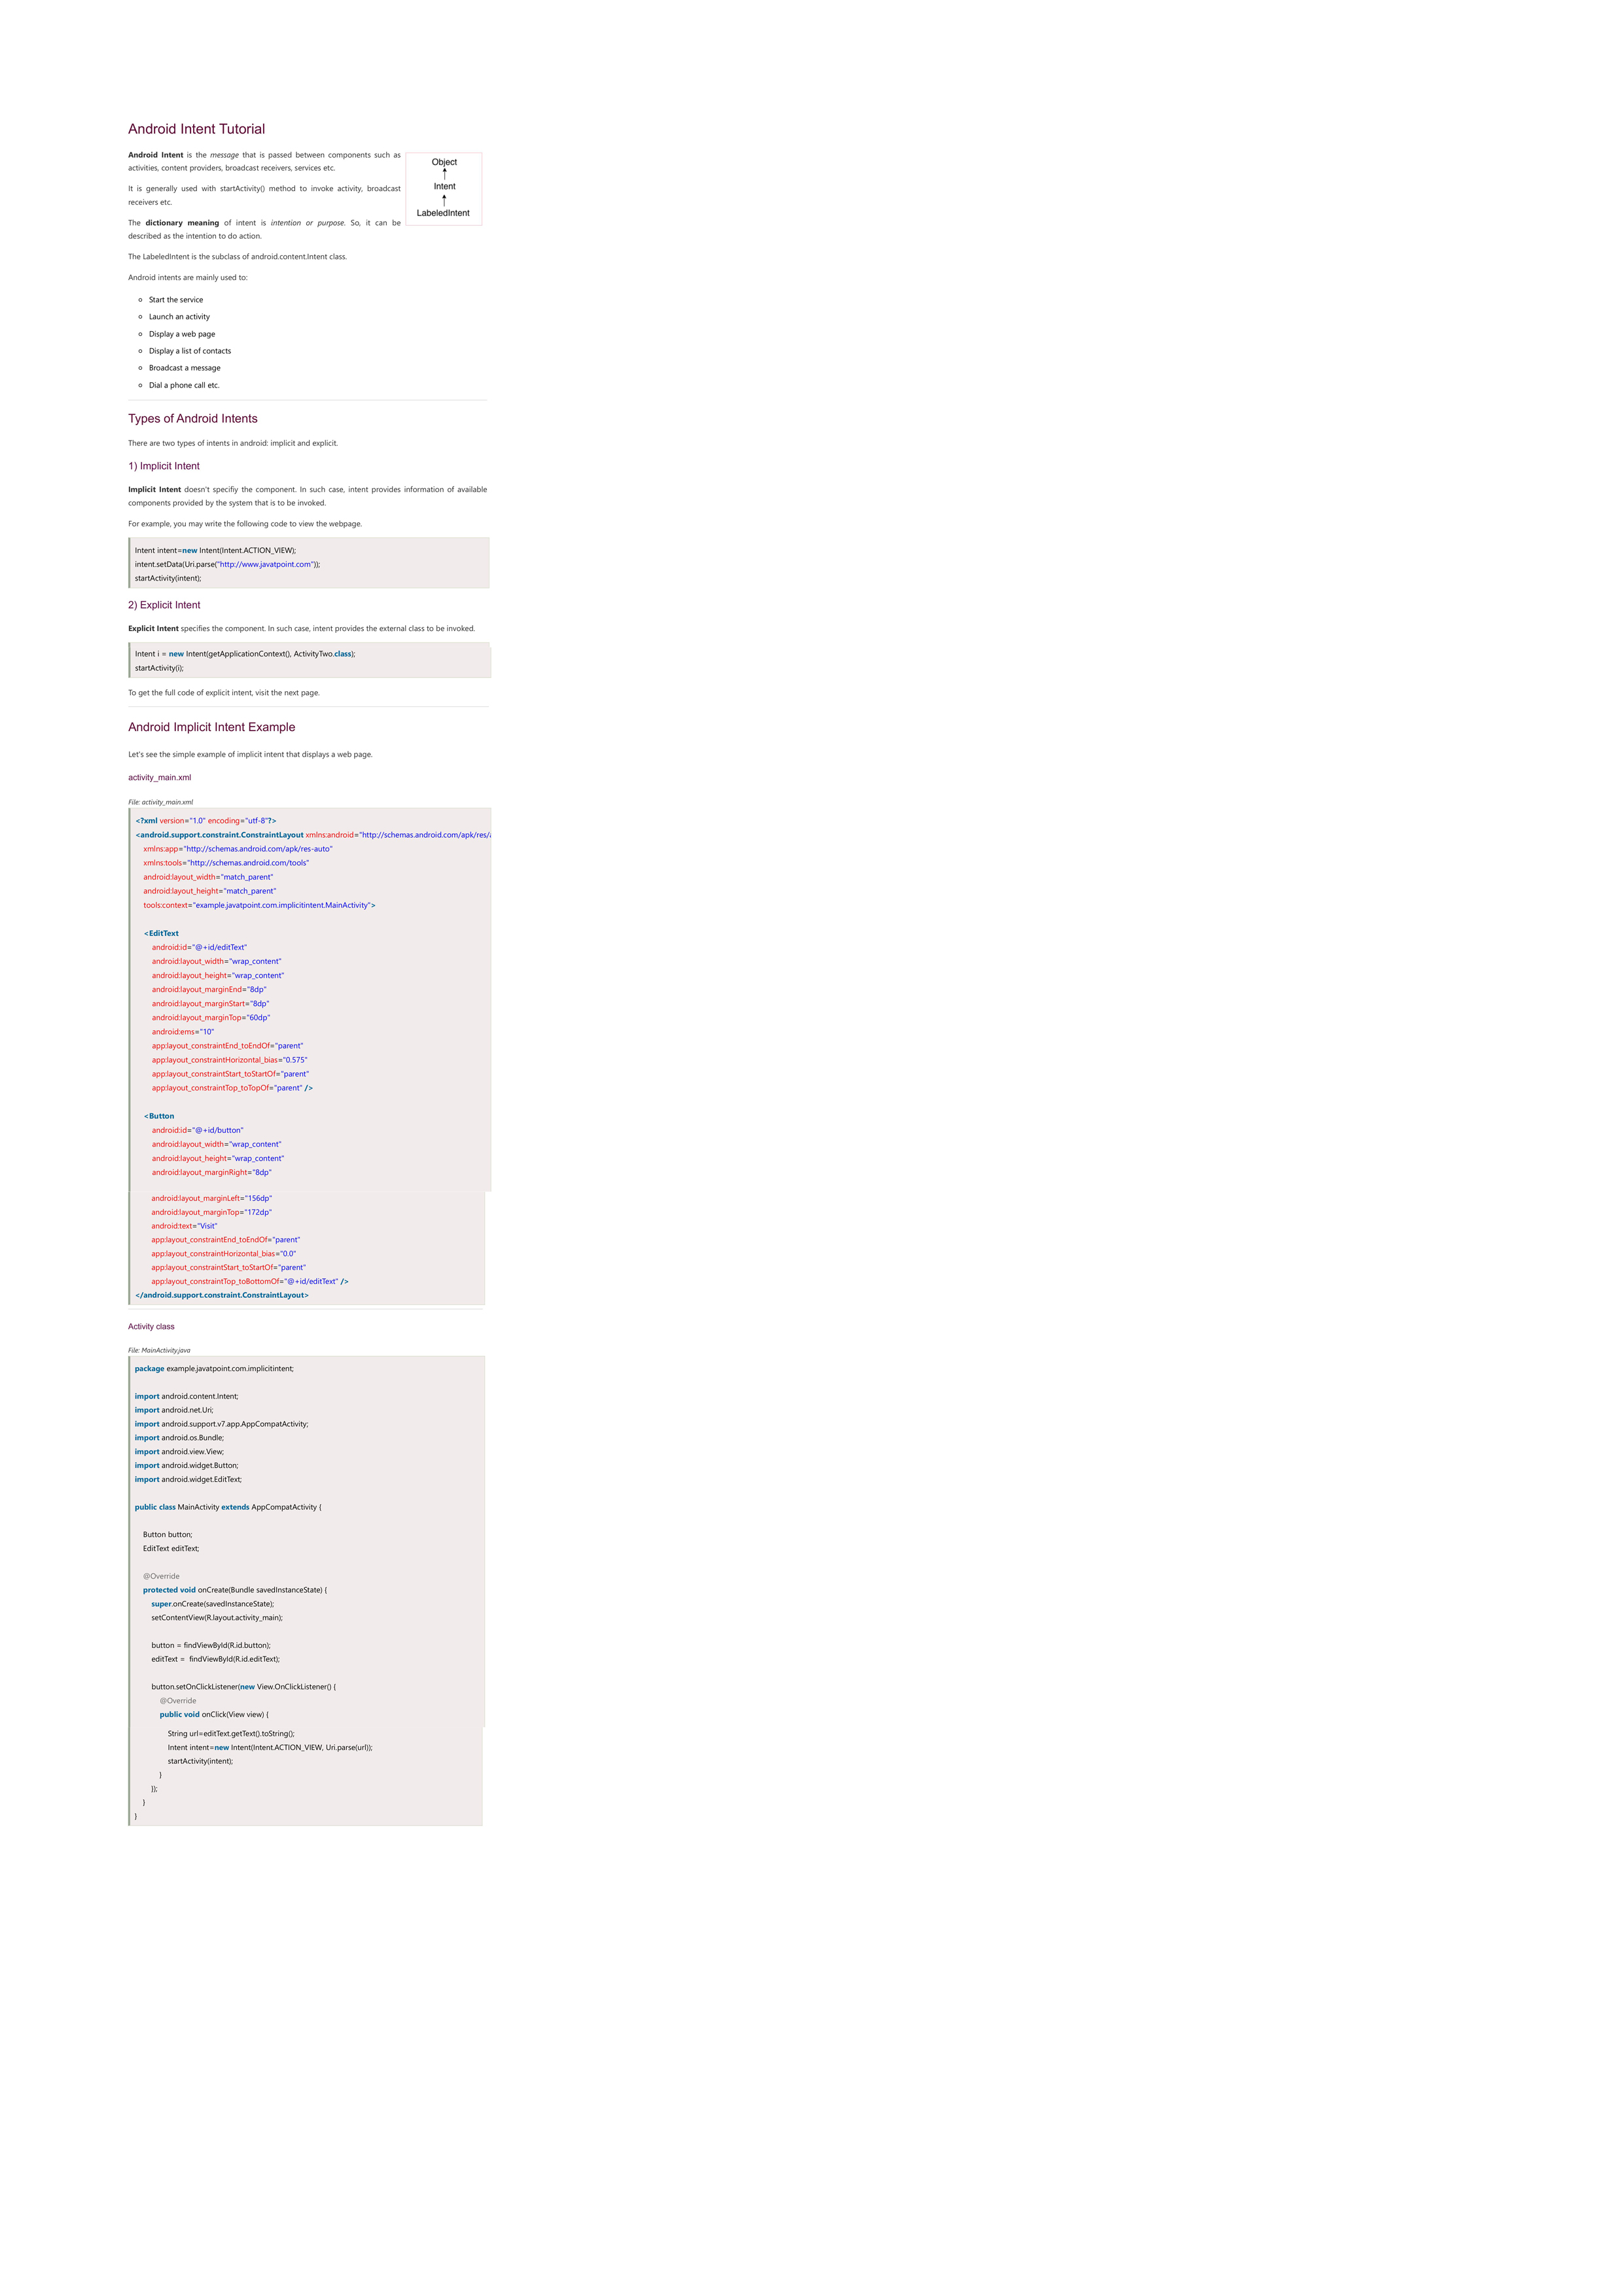 Android Intent Tutorial
Android Intent is the message that is passed between components such as
activities, content providers, broadcast receivers, services etc.
It is generally used with startActivity() method to invoke activity, broadcast
receivers etc.
The dictionary meaning of intent is intention or purpose. So, it can be
described as the intention to do action.
Object
Intent
LabeledIntent
The LabeledIntent is the subclass of android.content.Intent class.
Android intents are mainly used to:
Start the service
Launch an activity
Display a web page
Display a list of contacts
Broadcast a message
Dial a phone call etc.
Types of Android Intents
There are two types of intents in android: implicit and explicit.
1) Implicit Intent
Implicit Intent doesn't specifiy the component. In such case, intent provides information of available
components provided by the system that is to be invoked.
For example, you may write the following code to view the webpage.
Intent intent=new Intent(Intent.ACTION_VIEW);
intent.setData(Uri.parse("http://www.javatpoint.com"));
startActivity(intent);
2) Explicit Intent
Explicit Intent specifies the component. In such case, intent provides the external class to be invoked.
Intent i = new Intent(getApplicationContext(), ActivityTwo.class);
startActivity(i);
To get the full code of explicit intent, visit the next page.
Android Implicit Intent Example
Let's see the simple example of implicit intent that displays a web page.
activity_main.xml
File: activity_main.xml
<?xml version="1.0" encoding="utf-8"?>
<android.support.constraint.ConstraintLayout xmlns:android="http://schemas.android.com/apk/res/
xmlns:app="http://schemas.android.com/apk/res-auto"
xmlns:tools="http://schemas.android.com/tools"
android:layout_width="match_parent"
android:layout_height="match_parent"
tools:context="example.javatpoint.com.implicitintent.MainActivity">
<EditText
android:id="@+id/editText"
android:layout_width="wrap_content"
android:layout_height="wrap_content"
android:layout_marginEnd="8dp"
android:layout_marginStart="8dp"
android:layout_marginTop="60dp"
android:ems="10"
app:layout_constraintEnd_toEndOf="parent"
app:layout_constraintHorizontal_bias="0.575"
app:layout_constraintStart_toStartOf="parent"
app:layout_constraintTop_toTopOf="parent" />
<Button
android:id="@+id/button"
android:layout_width="wrap_content"
android:layout_height="wrap_content"
android:layout_marginRight="8dp"
android:layout_marginLeft="156dp"
android:layout_marginTop="172dp"
android:text="Visit"
app:layout_constraintEnd_toEndOf="parent"
app:layout_constraintHorizontal_bias="0.0"
app:layout_constraintStart_toStartOf="parent"
app:layout_constraintTop_toBottomOf="@+id/editText" />
</android.support.constraint.ConstraintLayout>
Activity class
File: MainActivity.java
package example.javatpoint.com.implicitintent;
import android.content.Intent;
import android.net.Uri;
import android.support.v7.app.AppCompatActivity;
import android.os.Bundle;
import android.view.View;
import android.widget.Button;
import android.widget.EditText;
public class MainActivity extends AppCompatActivity {
Button button;
EditText editText;
@Override
protected void onCreate(Bundle savedInstanceState) {
super.onCreate(savedInstanceState);
setContentView(R.layout.activity_main);
button = findViewById(R.id.button);
editText = findViewById(R.id.editText);
button.setOnClickListener(new View.OnClickListener() {
@Override
public void onClick(View view) {
String url=editText.getText().toString();
Intent intent=new Intent(Intent.ACTION_VIEW, Uri.parse(url));
startActivity(intent);
}
});
}
}